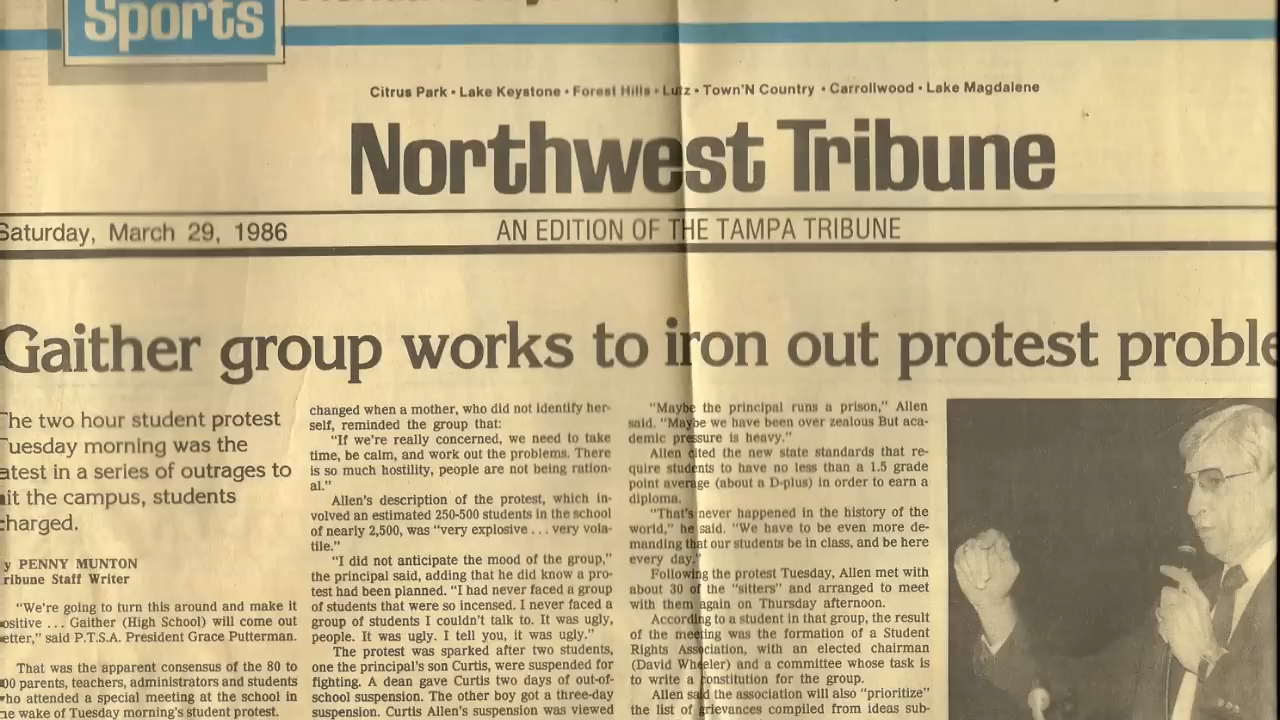 Sports
Citrus Park • Lake Keystone • Forest Hills • Lutz • Town'N Country • Carrollwood • Lake Magdalene
Northwest Tribune
Saturday, March 29, 1986
AN EDITION OF THE TAMPA TRIBUNE
Gaither group works to iron out protest proble
The two hour student protest
Tuesday morning was the
atest in a series of outrages to
it the campus, students
charged.
y PENNY MUNTON
ribune Staff Writer
"We're going to turn this around and make it
ositive ... Gaither (High School) will come out
etter," said P.T.S.A. President Grace Putterman.
That was the apparent consensus of the 80 to
00 parents, teachers, administrators and students
who attended a special meeting at the school in
e wake of Tuesday morning's student protest.
changed when a mother, who did not identify her-
self, reminded the group that:
"If we're really concerned, we need to take
time, be calm, and work out the problems. There
is so much hostility, people are not being ration-
al."
Allen's description of the protest, which in-
volved an estimated 250-500 students in the school
of nearly 2,500, was "very explosive ... very vola-
tile."
"I did not anticipate the mood of the group,"
the principal said, adding that he did know a pro-
test had been planned. "I had never faced a group
of students that were so incensed. I never faced a
group of students I couldn't talk to. It was ugly,
people. It was ugly. I tell you, it was ugly."
The protest was sparked after two students,
one the principal's son Curtis, were suspended for
fighting. A dean gave Curtis two days of out-of-
school suspension. The other boy got a three-day
suspension. Curtis Allen's suspension was viewed
"Maybe the principal runs a prison," Allen
said. "Maybe we have been over zealous But aca-
demic pressure is heavy."
Allen cited the new state standards that re-
quire students to have no less than a 1.5 grade
point average (about a D-plus) in order to earn a
diploma.
"That's never happened in the history of the
world," he said. "We have to be even more de-
manding that our students be in class, and be here
every day."
Following the protest Tuesday, Allen met with
about 30 of the "sitters" and arranged to meet
with them again on Thursday afternoon.
According to a student in that group, the result
of the meeting was the formation of a Student
Rights Association, with an elected chairman
(David Wheeler) and a committee whose task is
to write a constitution for the group.
Allen said the association will also "prioritize"
the list of grievances compiled from ideas sub-